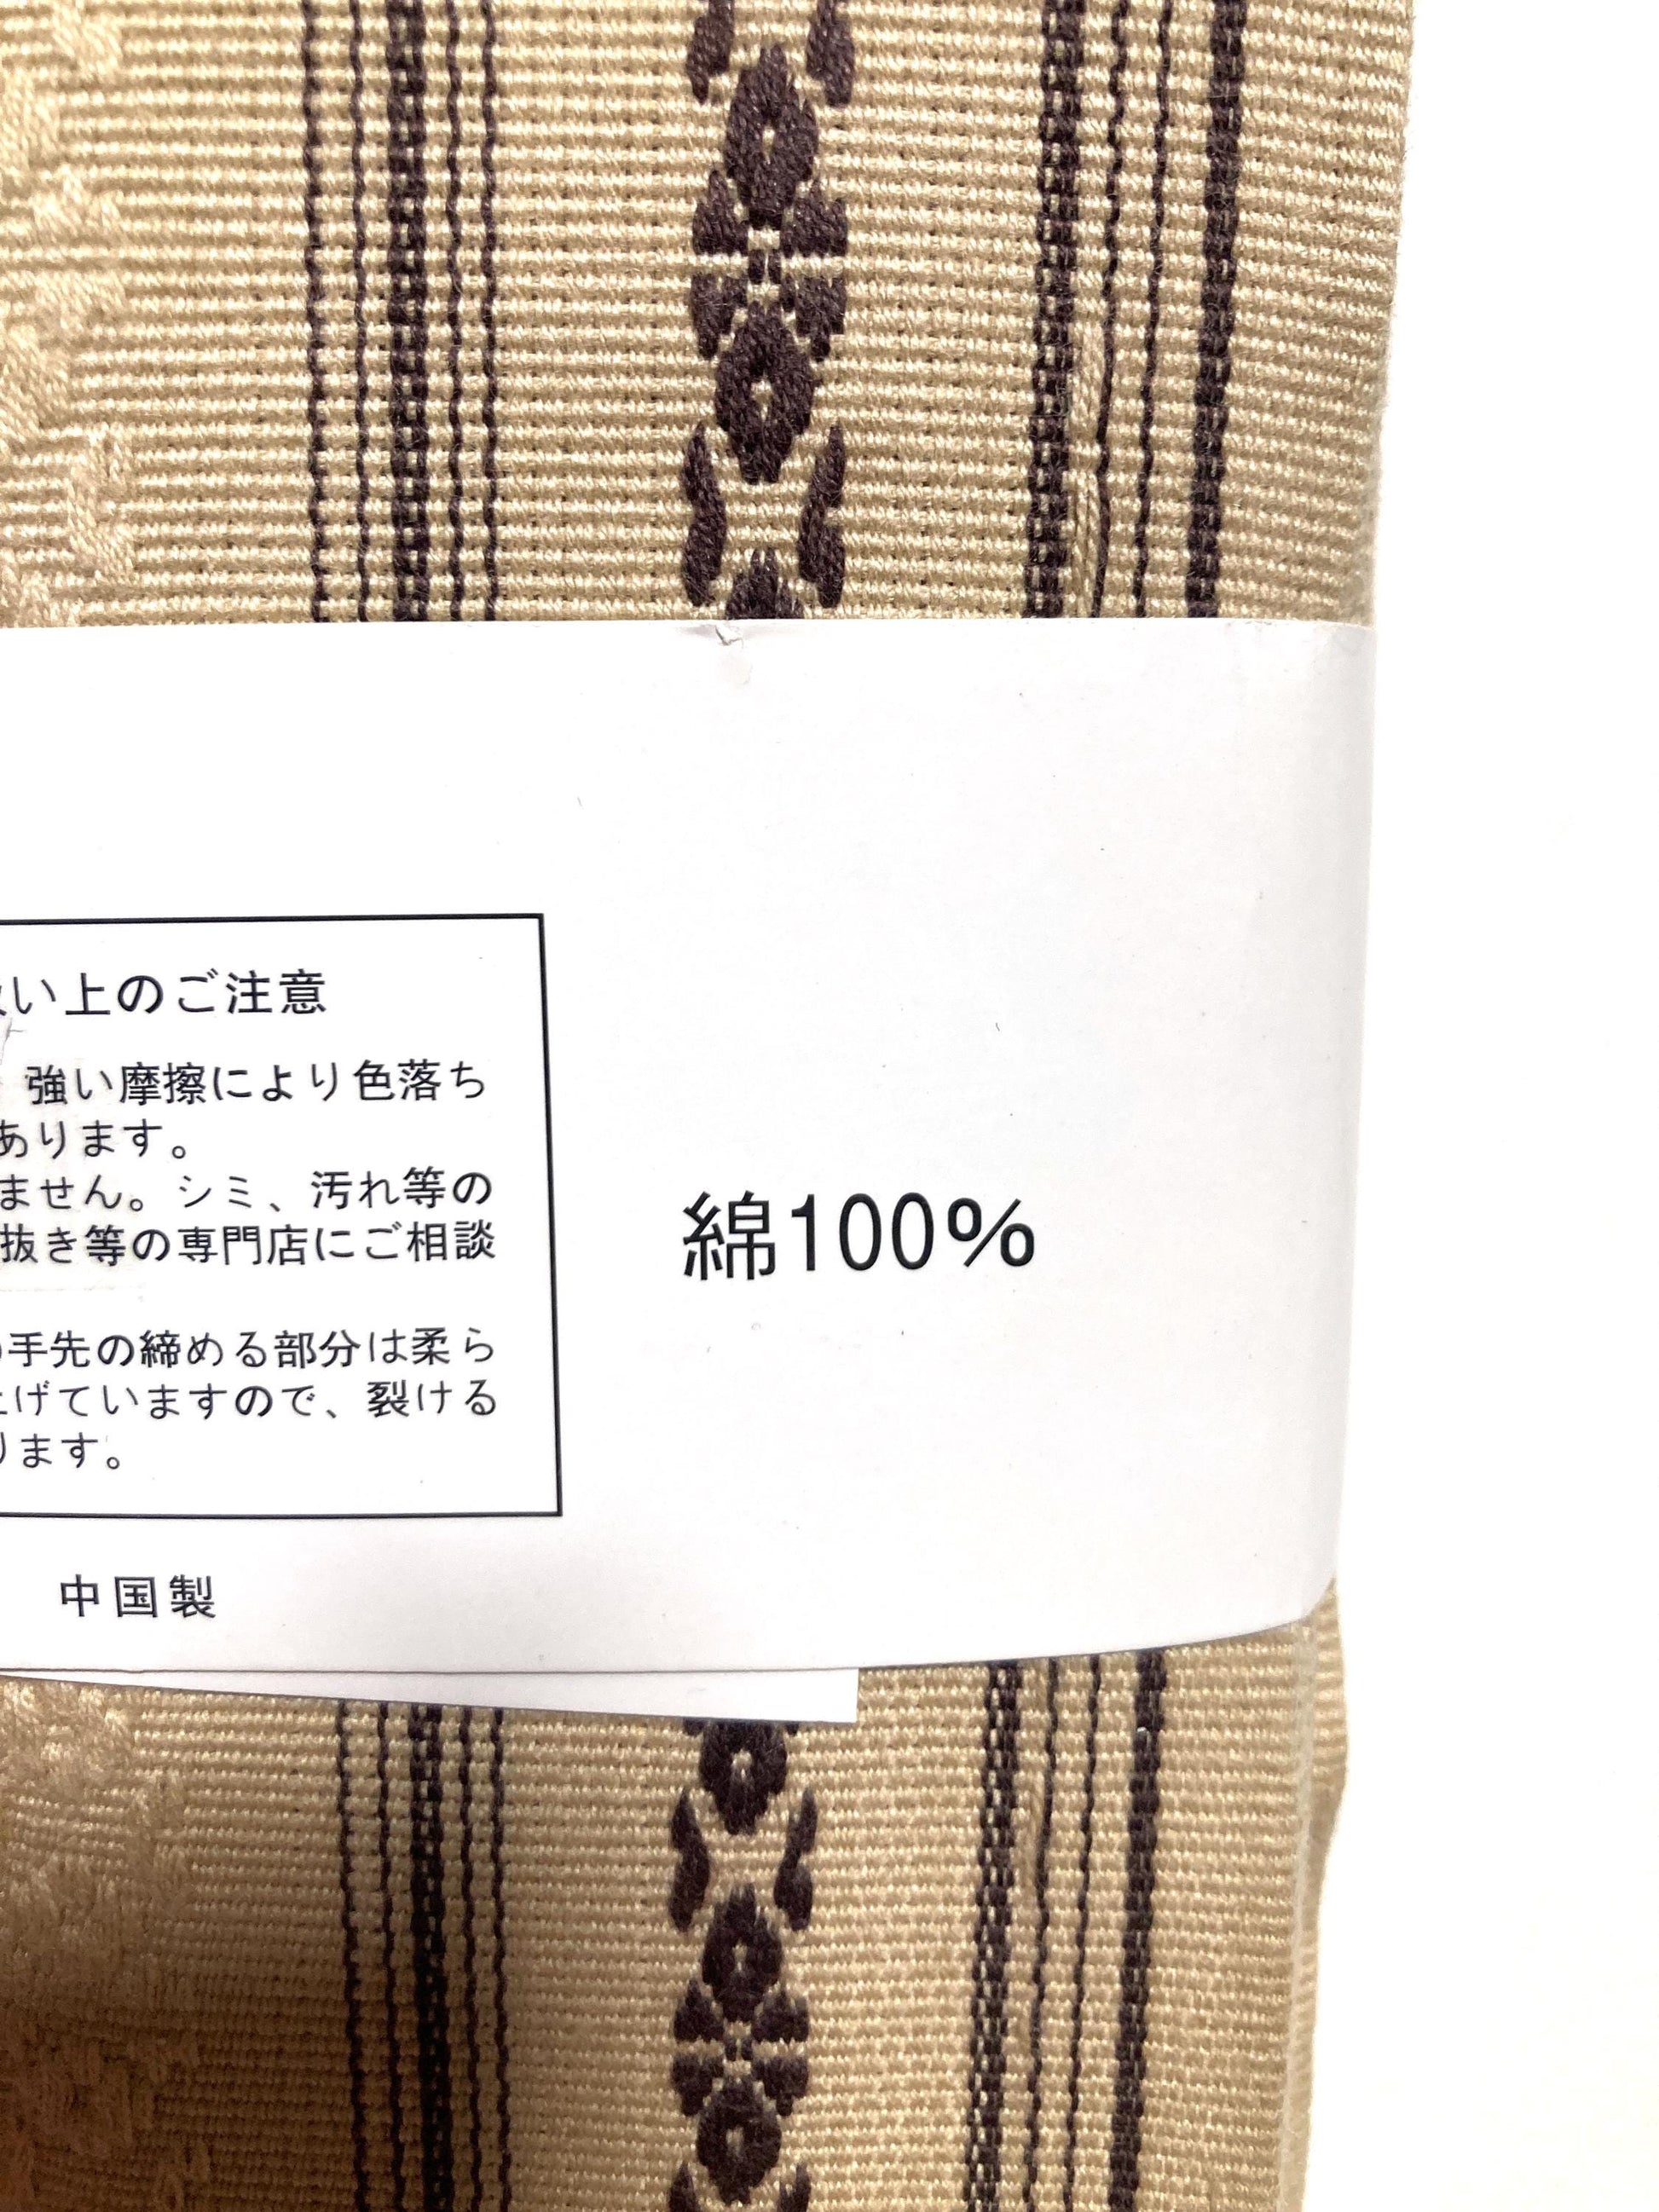 い上のご注意
強い摩擦により色落ち
あります。
ません。シミ、汚れ等の
抜き等の専門店にご相談
手先の締める部分は柔ら
げていますので、裂ける
ります。
綿100%
中国製